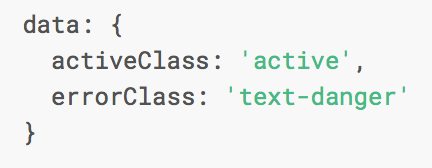 data: {
  activeClass: 'active',
  errorClass: 'text-danger'
}